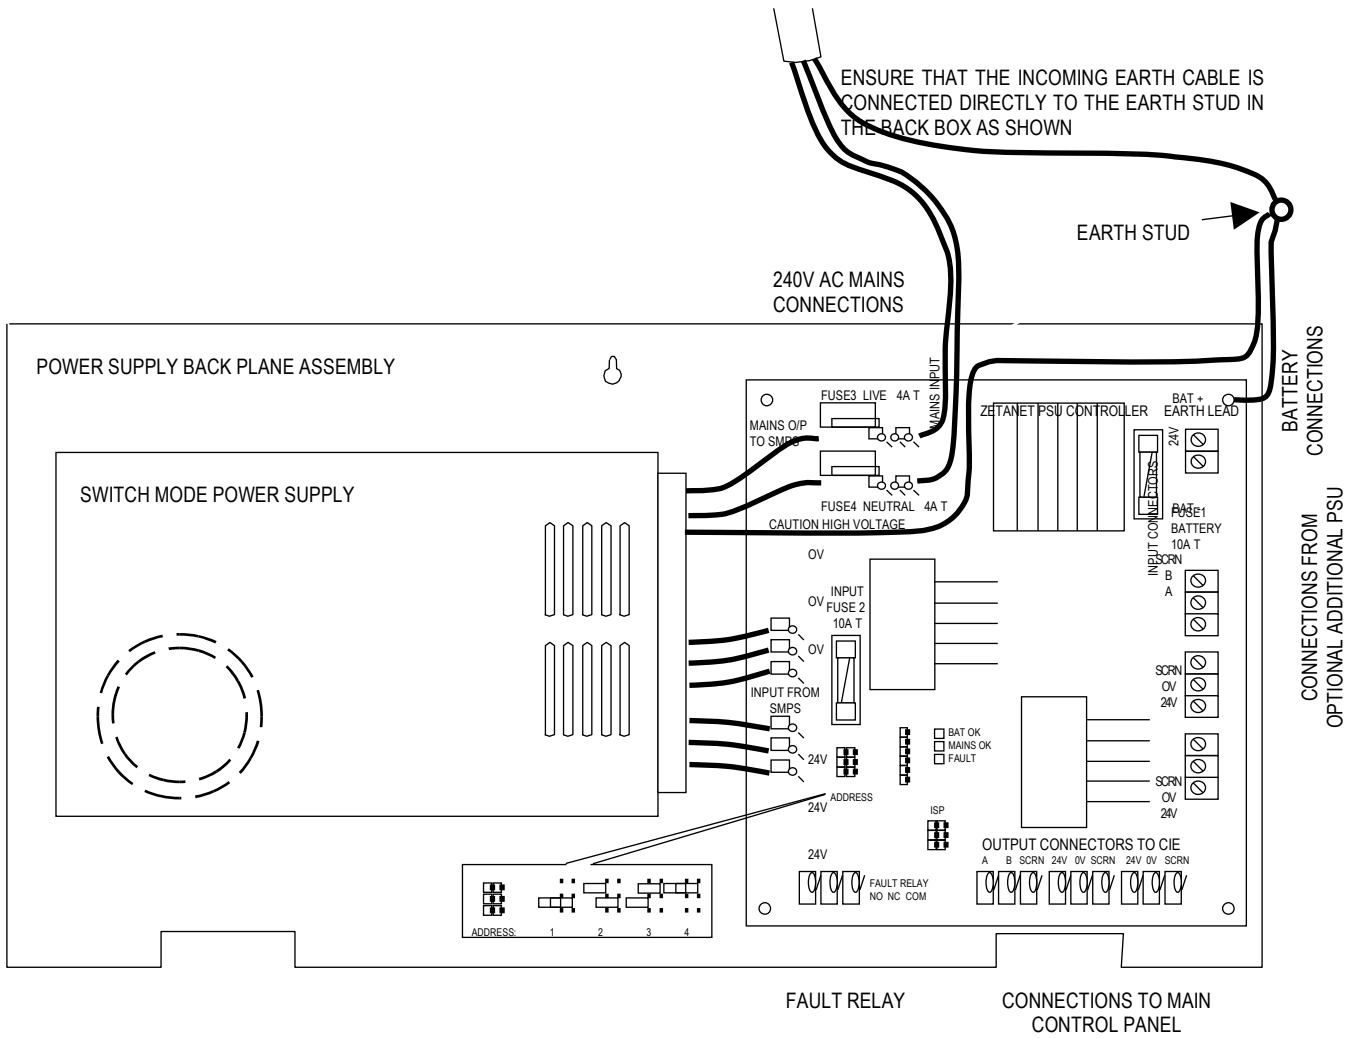 ENSURE THAT THE INCOMING EARTH CABLE IS
CONNECTED DIRECTLY TO THE EARTH STUD IN
THE BACK BOX AS SHOWN
EARTH STUD
240V AC MAINS
CONNECTIONS
POWER SUPPLY BACK PLANE ASSEMBLY
BATTERY
CONNECTIONS
MAINS INPUT
FUSE3 LIVE 4A T
MAINS O/P
TO SMPS
ZETANET PSU CONTROLLER
BAT +
EARTH LEAD
24V
SWITCH MODE POWER SUPPLY
FUSE4 NEUTRAL 4A T
CAUTION HIGH VOLTAGE
INPUT CONNECTORS
BAT -
FUSE1
BATTERY
10A T
CONNECTIONS FROM
OPTIONAL ADDITIONAL PSU
OV
OV
OV
INPUT
FUSE 2
10A T
SCRN
B
A
SCRN
OV
24V
INPUT FROM
SMPS
BAT OK
MAINS OK
FAULT
24V
24V
24V
ADDRESS
ISP
SCRN
OV
24V
OUTPUT CONNECTORS TO CIE
A B SCRN 24V 0V SCRN 24V 0V SCRN
FAULT RELAY
NO NC COM
ADDRESS: 1 2 3 4
FAULT RELAY
CONNECTIONS TO MAIN
CONTROL PANEL